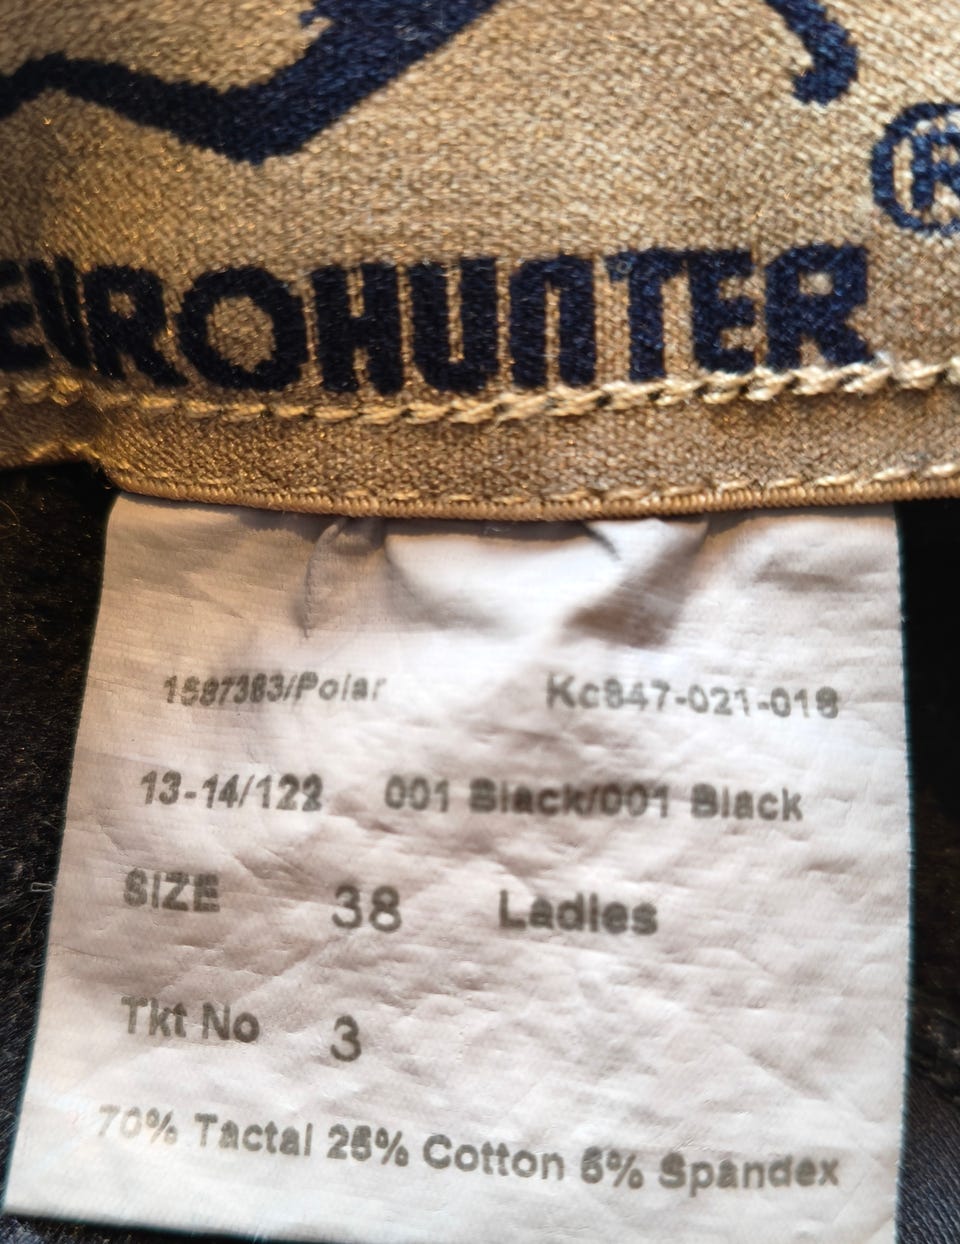 ®
EUROHUNTER
1587383/Polar Kc847-021-018
13-14/122 001 Black/001 Black
SIZE 38 Ladies
Tkt No 3
70% Tactal 25% Cotton 5% Spandex